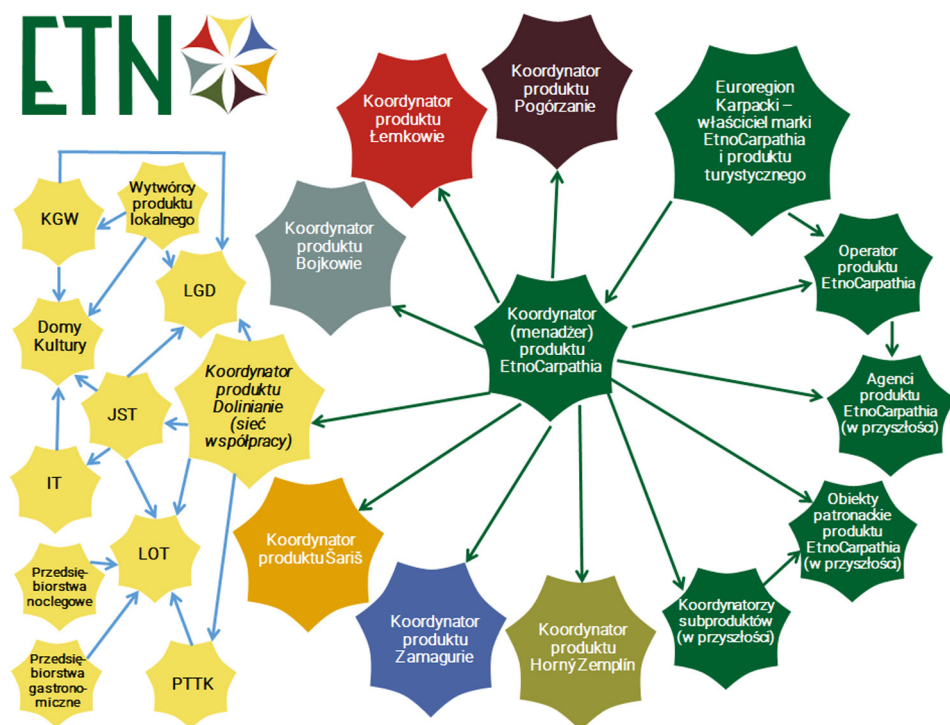 ETN
KGW
Wytwórcy
produktu
lokalnego
LGD
Domy
Kultury
JST
IT
LOT
Przedsię-
biorstwa
noclegowe
Przedsię-
biorstwa
gastrono-
miczne
PTTK
Koordynator
produktu
Dolinianie
(sieć
współpracy)
Koordynator
produktu
Bojkowie
Koordynator
produktu
Łemkowie
Koordynator
produktu
Pogórzanie
Euroregion
Karpacki –
właściciel marki
EtnoCarpathia
i produktu
turystycznego
Operator
produktu
EtnoCarpathia
Koordynator
(menadżer)
produktu
EtnoCarpathia
Agenci
produktu
EtnoCarpathia
(w przyszłości)
Obiekty
patronackie
produktu
EtnoCarpathia
(w przyszłości)
Koordynatorzy
subproduktów
(w przyszłości)
Koordynator
produktu Šariš
Koordynator
produktu
Zamagurie
Koordynator
produktu
Horný Zemplín